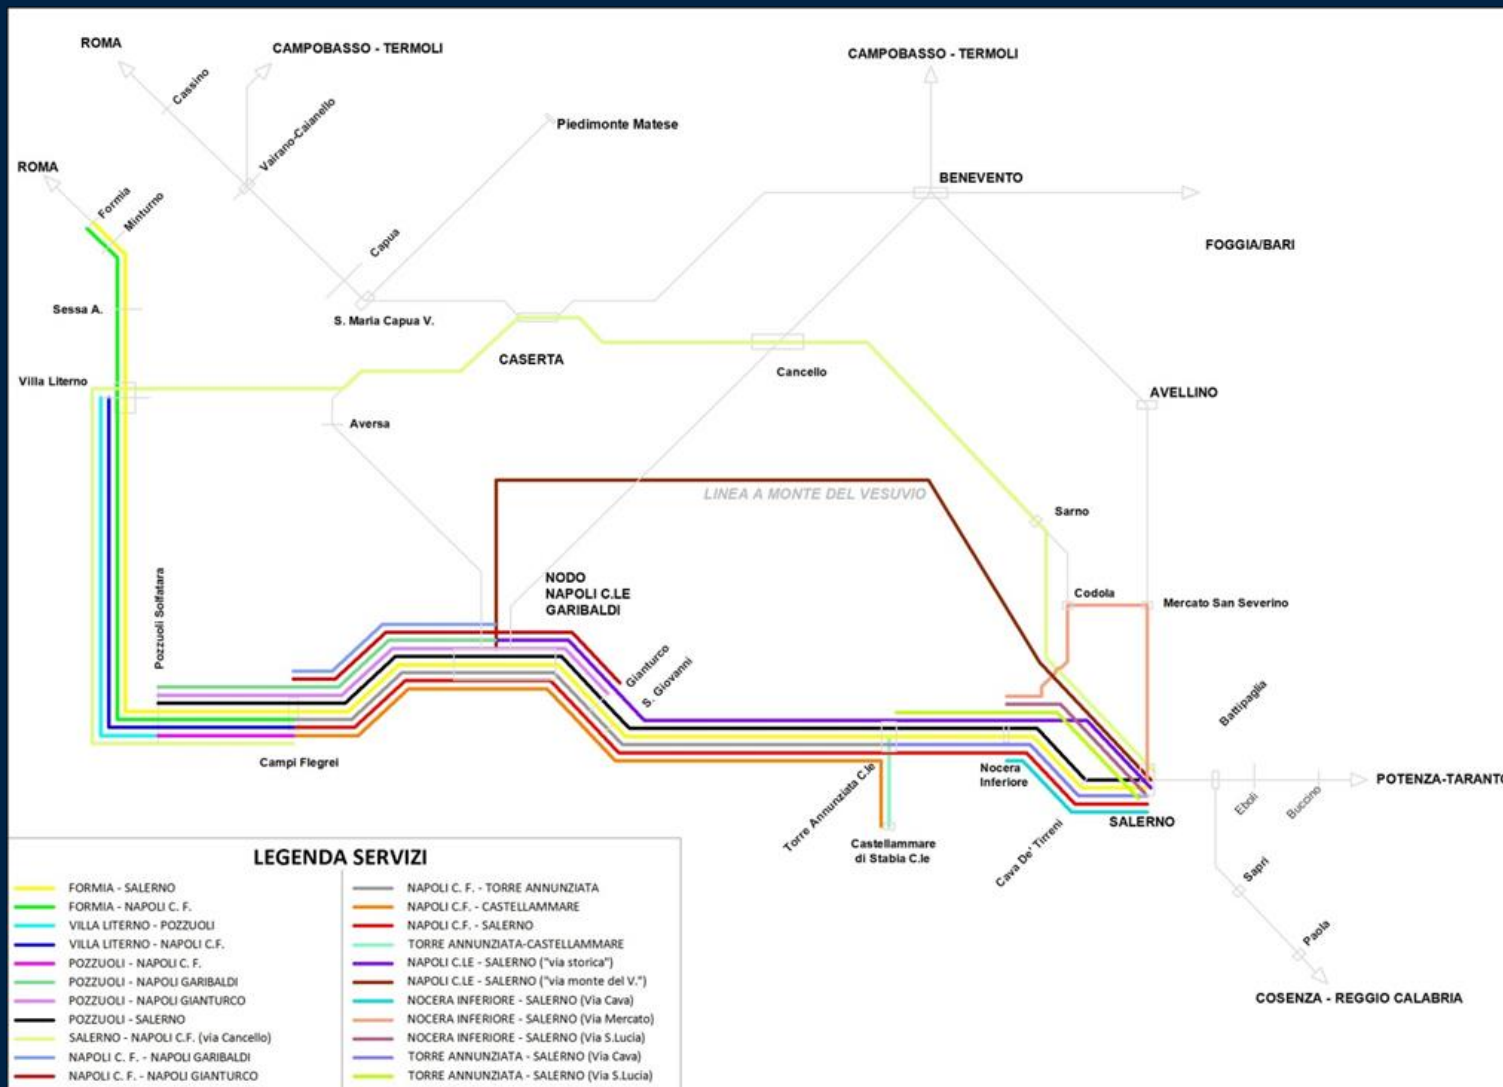 ROMA
CAMPOBASSO - TERMOLI
CAMPOBASSO - TERMOLI
Cassino
Vairano-Caianello
Piedimonte Matese
ROMA
Formia
Minturno
BENEVENTO
Capua
FOGGIA/BARI
Sessa A.
S. Maria Capua V.
CASERTA
Cancello
Villa Literno
AVELLINO
Aversa
LINEA A MONTE DEL VESUVIO
Sarno
NODO
NAPOLI C.LE
GARIBALDI
Codola
Mercato San Severino
Pozzuoli Solfatara
Gianturco
S. Giovanni
Battipaglia
Campi Flegrei
Torre Annunziata C.le
Nocera
Inferiore
POTENZA-TARANTO
Eboli
Buccino
SALERNO
Castellammare
di Stabia C.le
Cava De' Tirreni
Sapri
Paola
COSENZA - REGGIO CALABRIA
LEGENDA SERVIZI
FORMIA - SALERNO
FORMIA - NAPOLI C. F.
VILLA LITERNO - POZZUOLI
VILLA LITERNO - NAPOLI C.F.
POZZUOLI - NAPOLI C. F.
POZZUOLI - NAPOLI GARIBALDI
POZZUOLI - NAPOLI GIANTURCO
POZZUOLI - SALERNO
SALERNO - NAPOLI C.F. (via Cancello)
NAPOLI C. F. - NAPOLI GARIBALDI
NAPOLI C. F. - NAPOLI GIANTURCO
NAPOLI C. F. - TORRE ANNUNZIATA
NAPOLI C.F. - CASTELLAMMARE
NAPOLI C.F. - SALERNO
TORRE ANNUNZIATA-CASTELLAMMARE
NAPOLI C.LE - SALERNO ("via storica")
NAPOLI C.LE - SALERNO ("via monte del V.")
NOCERA INFERIORE - SALERNO (Via Cava)
NOCERA INFERIORE - SALERNO (Via Mercato)
NOCERA INFERIORE - SALERNO (Via S.Lucia)
TORRE ANNUNZIATA - SALERNO (Via Cava)
TORRE ANNUNZIATA - SALERNO (Via S.Lucia)